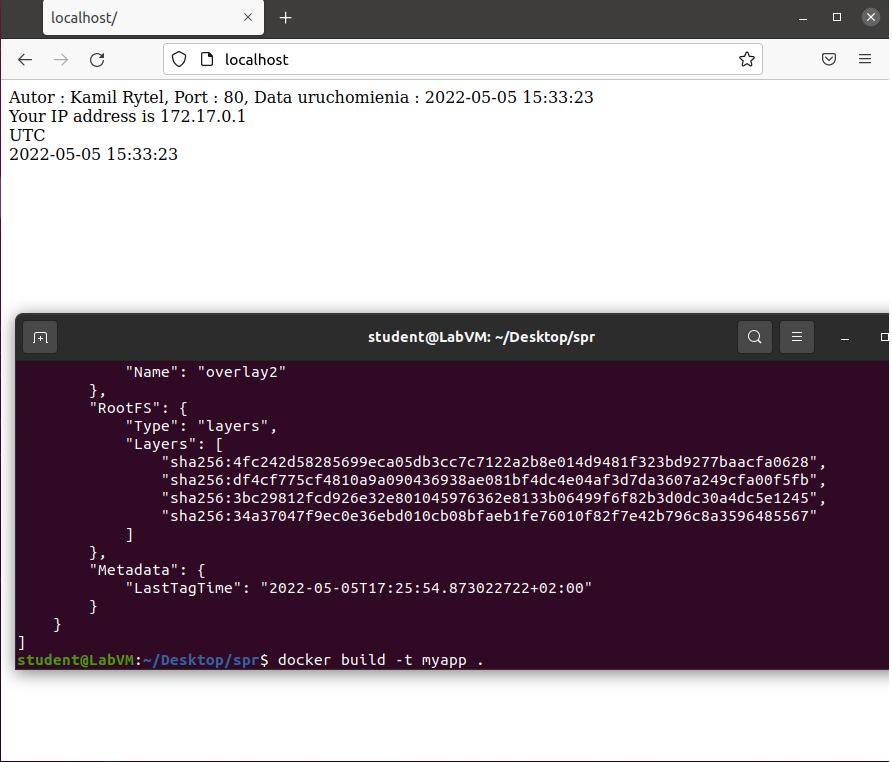 localhost/
localhost
Autor : Kamil Rytel, Port : 80, Data uruchomienia : 2022-05-05 15:33:23
Your IP address is 172.17.0.1
UTC
2022-05-05 15:33:23
student@LabVM: ~/Desktop/spr
"Name": "overlay2"
},
"RootFS": {
"Type": "layers",
"Layers": [
"sha256:4fc242d58285699eca05db3cc7c7122a2b8e014d9481f323bd9277baacfa0628",
"sha256:df4cf775cf4810a9a090436938ae081bf4dc4e04af3d7da3607a249cfa00f5fb",
"sha256:3bc29812fcd926e32e801045976362e8133b06499f6f82b3d0dc30a4dc5e1245",
"sha256:34a37047f9ec0e36ebd010cb08bfaeb1fe76010f82f7e42b796c8a3596485567"
]
},
"Metadata": {
"LastTagTime": "2022-05-05T17:25:54.873022722+02:00"
}
}
]
student@LabVM:~/Desktop/spr$ docker build -t myapp .